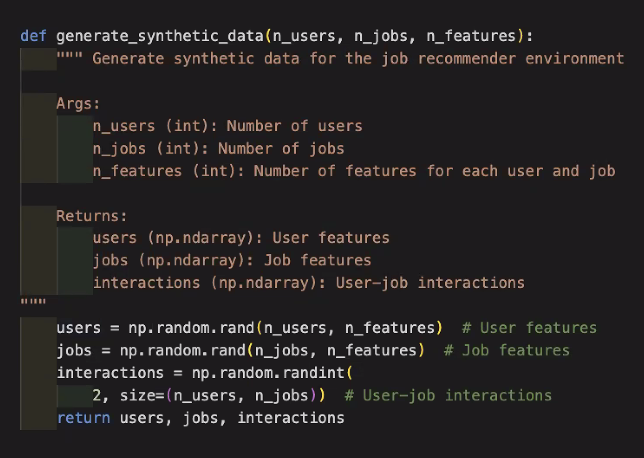 def generate_synthetic_data(n_users, n_jobs, n_features):
    """ Generate synthetic data for the job recommender environment

    Args:
        n_users (int): Number of users
        n_jobs (int): Number of jobs
        n_features (int): Number of features for each user and job

    Returns:
        users (np.ndarray): User features
        jobs (np.ndarray): Job features
        interactions (np.ndarray): User-job interactions
"""
    users = np.random.rand(n_users, n_features)  # User features
    jobs = np.random.rand(n_jobs, n_features)  # Job features
    interactions = np.random.randint(
        2, size=(n_users, n_jobs))  # User-job interactions
    return users, jobs, interactions